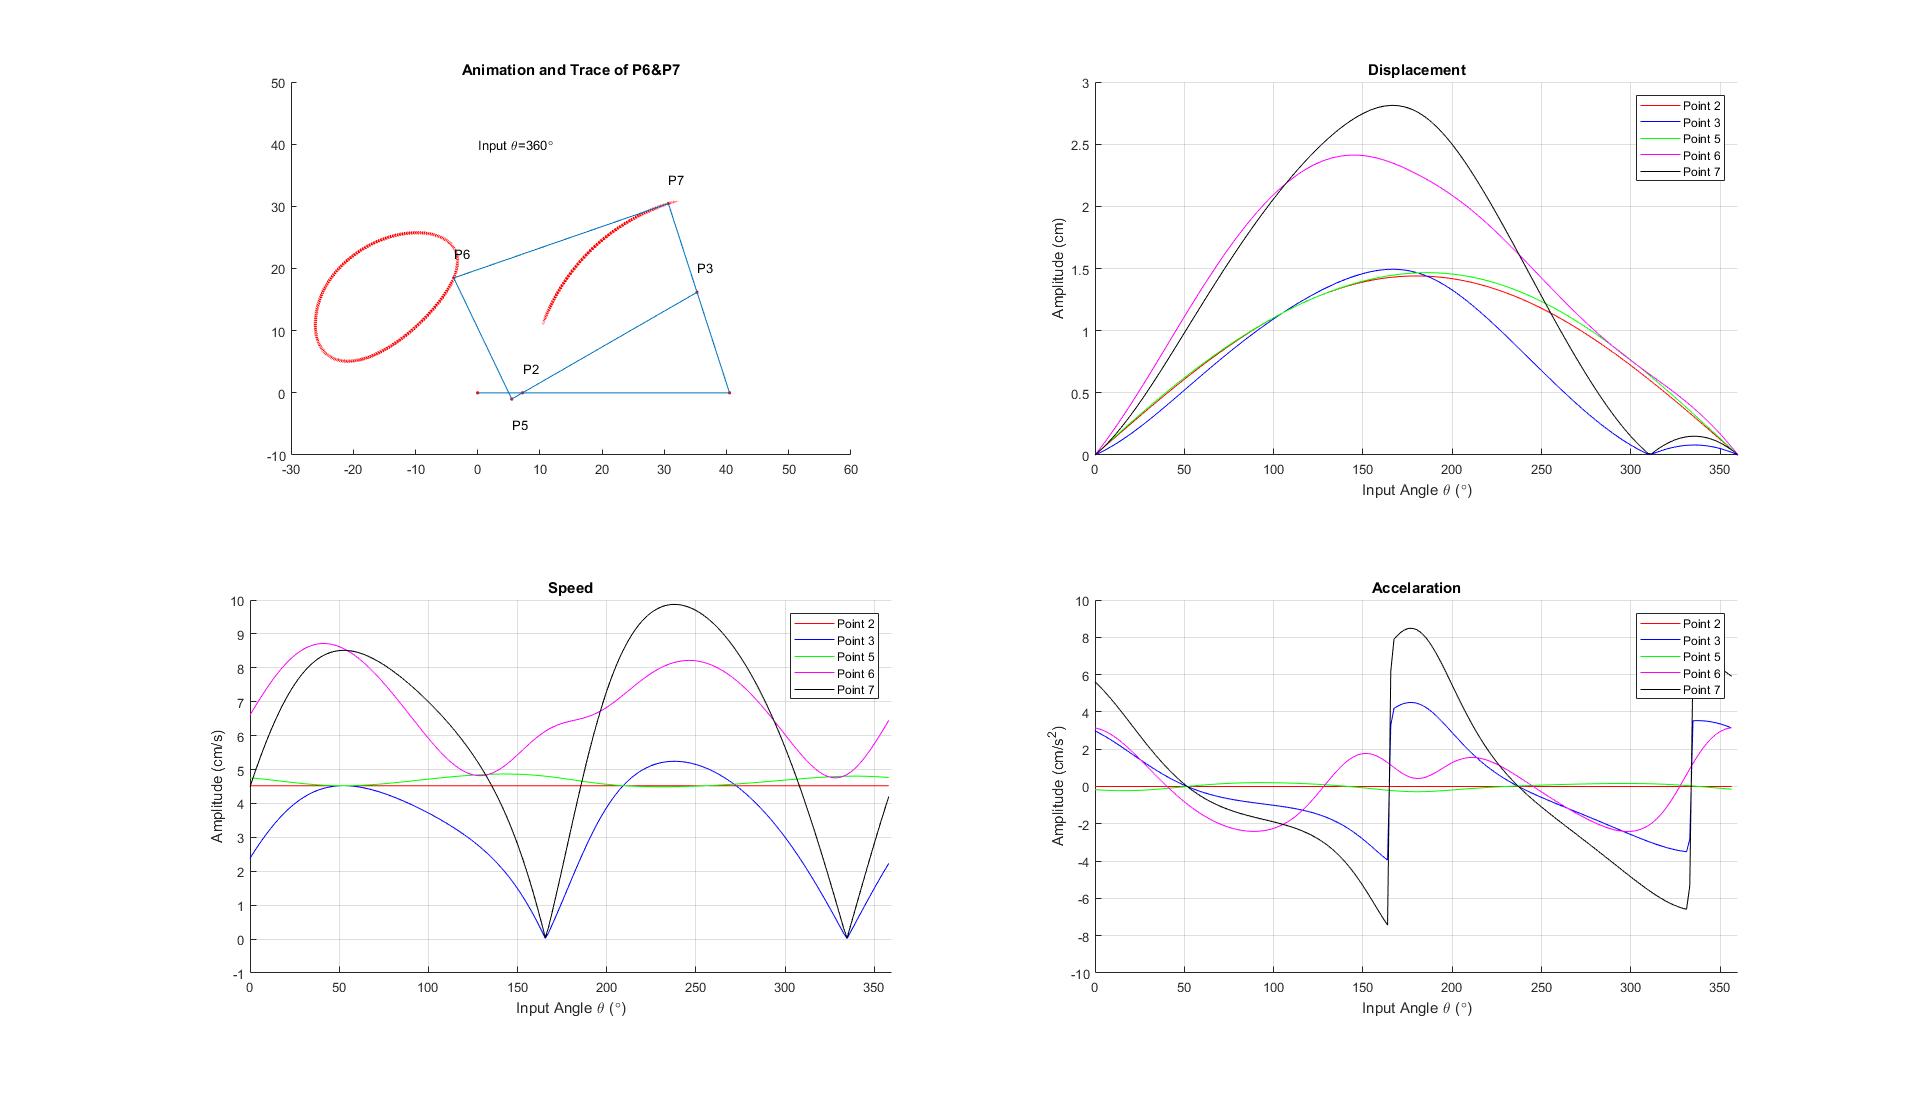 Animation and Trace of P6&P7
50
40
30
20
10
0
-10
-30
-20
-10
0
10
20
30
40
50
60
Input θ=360°
P7
P6
P3
P2
P5
Displacement
3
2.5
2
1.5
1
0.5
0
Amplitude (cm)
0
50
100
150
200
250
300
350
Input Angle θ (°)
Point 2
Point 3
Point 5
Point 6
Point 7
Speed
10
9
8
7
6
5
4
3
2
1
0
-1
Amplitude (cm/s)
0
50
100
150
200
250
300
350
Input Angle θ (°)
Point 2
Point 3
Point 5
Point 6
Point 7
Accelaration
10
8
6
4
2
0
-2
-4
-6
-8
-10
Amplitude (cm/s²)
0
50
100
150
200
250
300
350
Input Angle θ (°)
Point 2
Point 3
Point 5
Point 6
Point 7